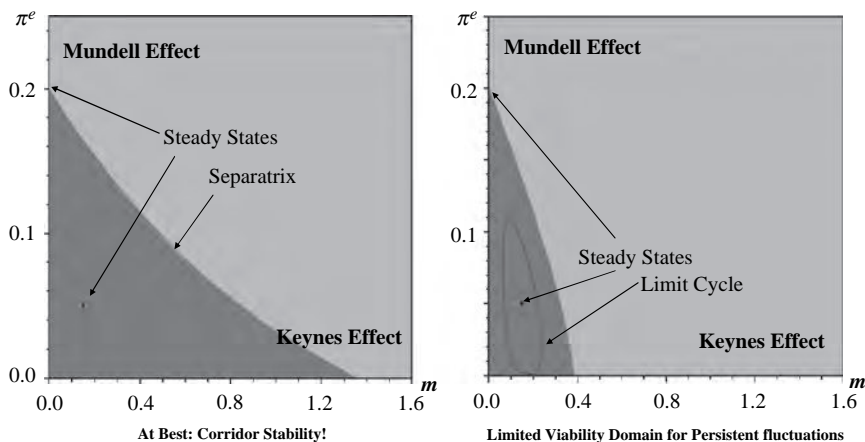 πe
Mundell Effect
0.2
Steady States
Separatrix
0.1
Keynes Effect
0.0
m
0.0
0.4
0.8
1.2
1.6
At Best: Corridor Stability!
πe
Mundell Effect
0.2
0.1
Steady States
Limit Cycle
Keynes Effect
m
0.0
0.4
0.8
1.2
1.6
Limited Viability Domain for Persistent fluctuations